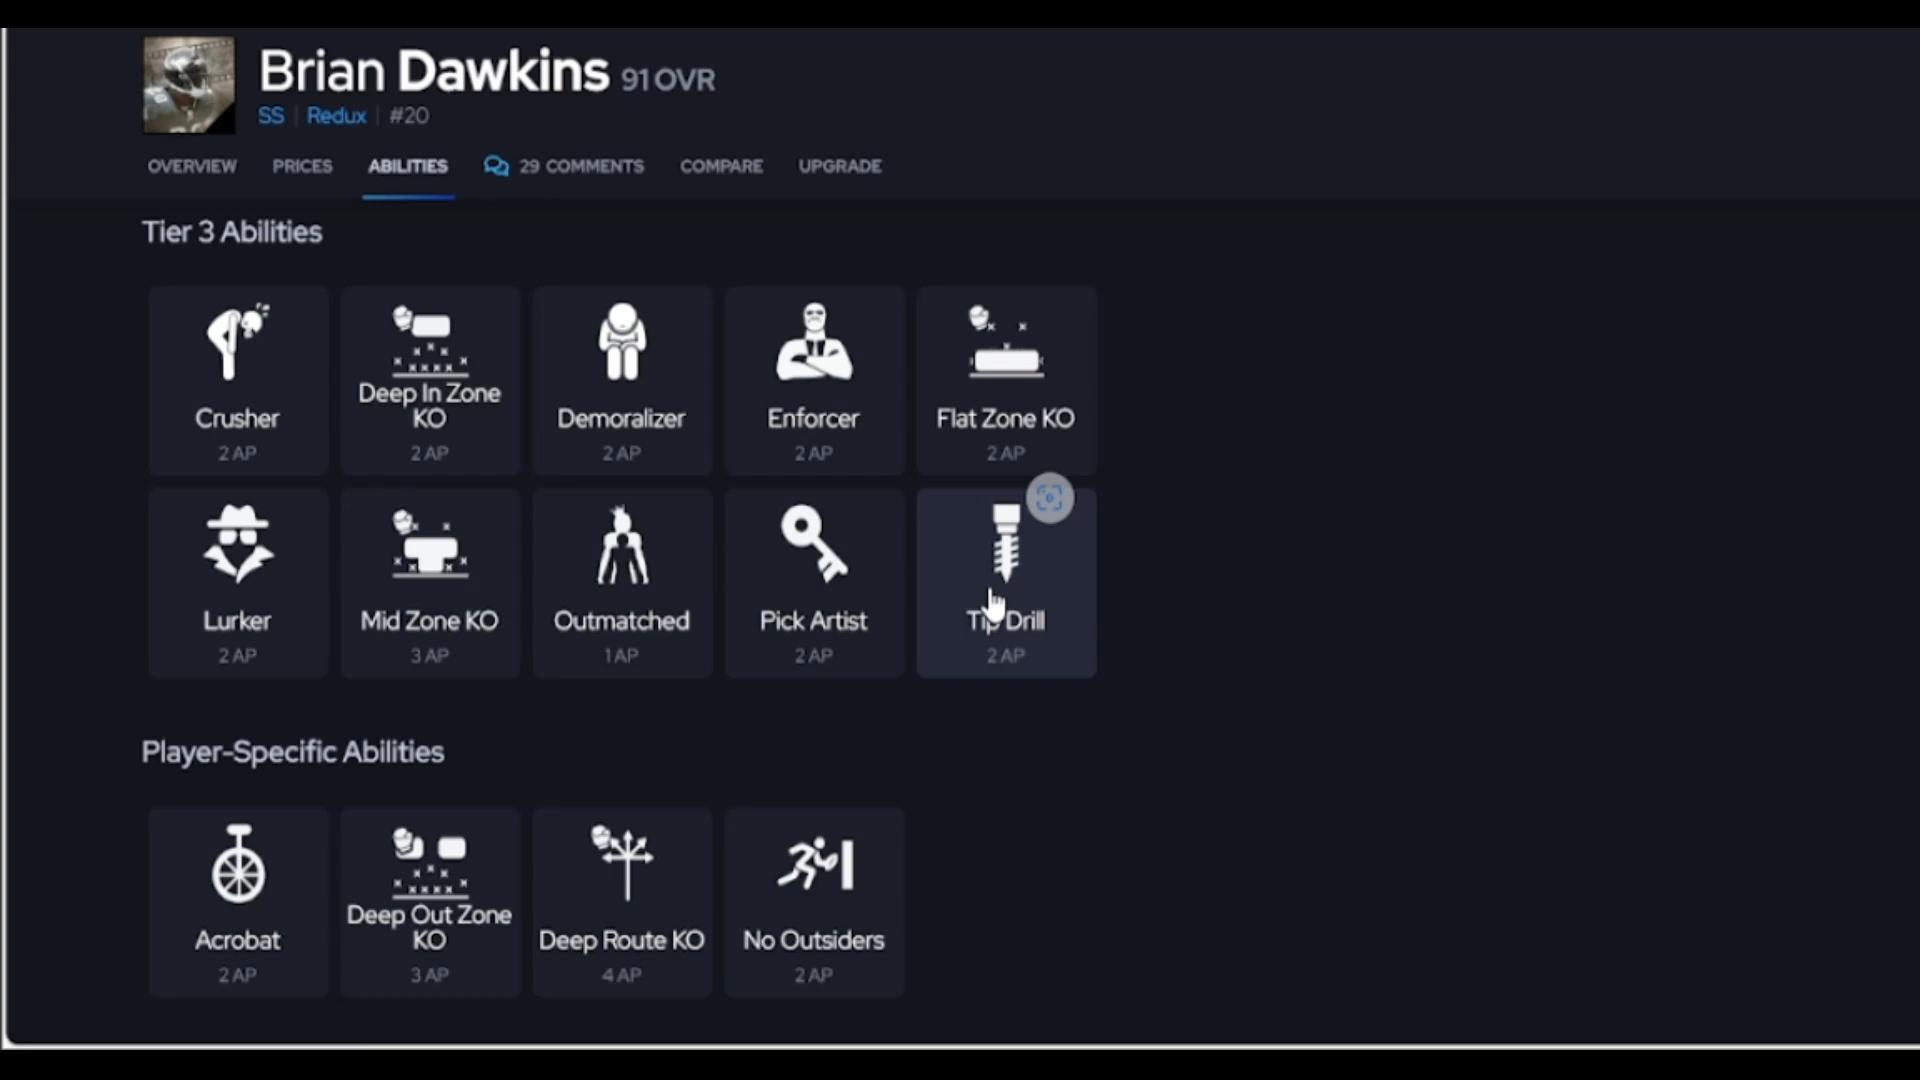 Brian Dawkins 91 OVR
SS | Redux | #20
OVERVIEW PRICES ABILITIES 29 COMMENTS COMPARE UPGRADE
Tier 3 Abilities
Crusher
2 AP
Deep In Zone
KO
2 AP
Demoralizer
2 AP
Enforcer
2 AP
Flat Zone KO
2 AP
Lurker
2 AP
Mid Zone KO
3 AP
Outmatched
1 AP
Pick Artist
2 AP
Tip Drill
2 AP
Player-Specific Abilities
Acrobat
2 AP
Deep Out Zone
KO
3 AP
Deep Route KO
4 AP
No Outsiders
2 AP